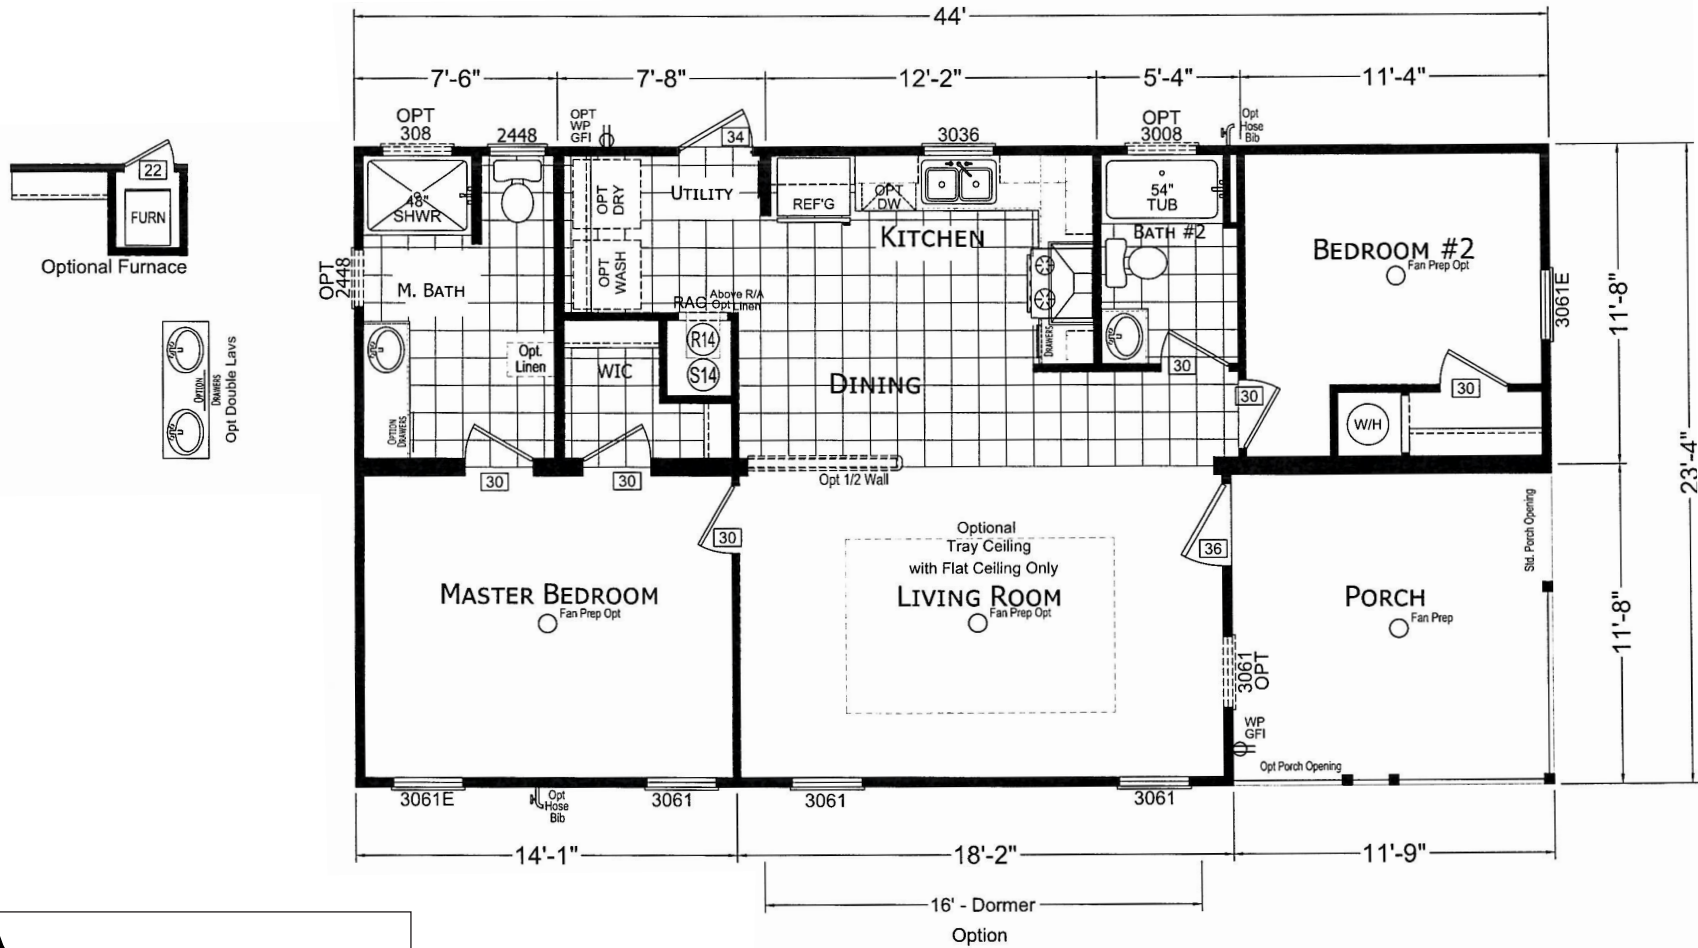 44'
7'-6"
7'-8"
12'-2"
5'-4"
11'-4"
OPT
308
2448
OPT
WP
GFI
34
3036
OPT
3008
Opt
Hose
Bib
22
FURN
Optional Furnace
48"
SHWR
OPT
DRY
UTILITY
REF'G
OPT
DW
KITCHEN
54"
TUB
BATH #2
BEDROOM #2
Fan Prep Opt
OPT
2448
M. BATH
OPT
WASH
RAG
Above R/A
Opt Linen
3061E
11'-8"
23'-4"
OPTION
DRAWERS
Opt Double Lavs
Opt.
Linen
WIC
R14
S14
DINING
DRAWERS
30
30
30
W/H
OPTION
DRAWERS
30
30
Opt 1/2 Wall
30
36
Optional
Tray Ceiling
with Flat Ceiling Only
Std. Porch Opening
MASTER BEDROOM
Fan Prep Opt
LIVING ROOM
Fan Prep Opt
PORCH
Fan Prep
11'-8"
3061
OPT
WP
GFI
Opt Porch Opening
3061E
Opt
Hose
Bib
3061
3061
3061
14'-1"
18'-2"
11'-9"
16' - Dormer
Option